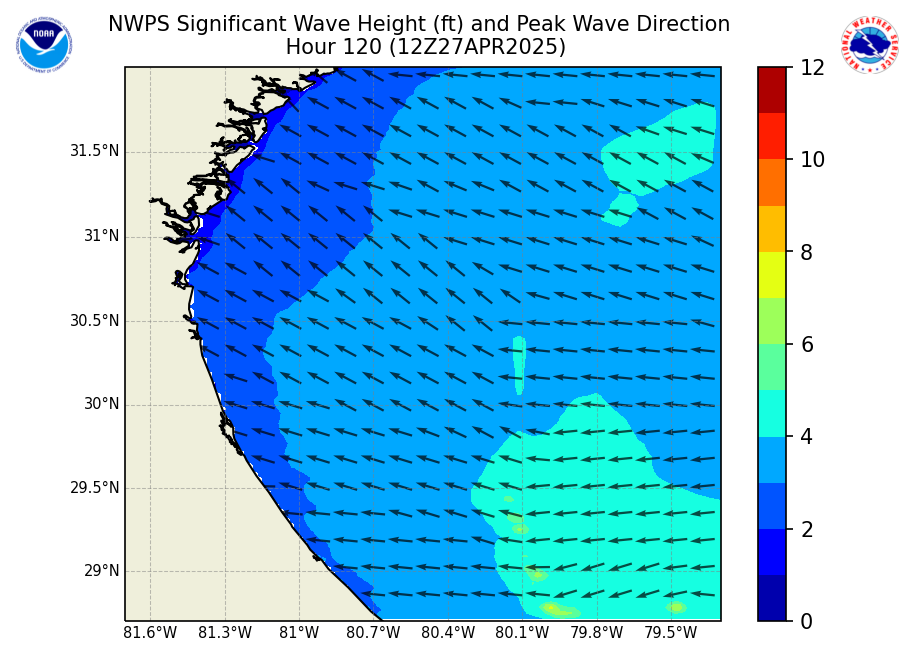 NWPS Significant Wave Height (ft) and Peak Wave Direction
Hour 120 (12Z27APR2025)
NOAA
NATIONAL WEATHER SERVICE
31.5°N
31°N
30.5°N
30°N
29.5°N
29°N
81.6°W 81.3°W 81°W 80.7°W 80.4°W 80.1°W 79.8°W 79.5°W
12
10
8
6
4
2
0